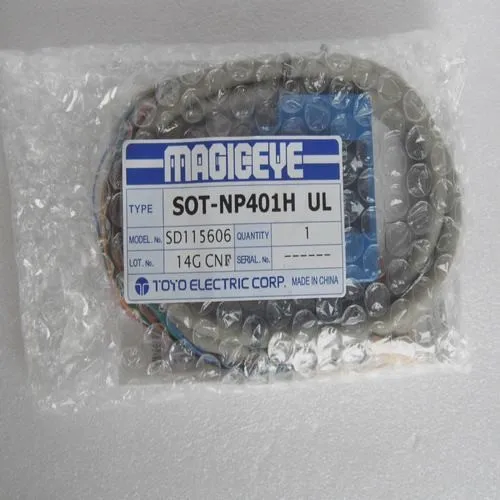 MAGICEYE
TYPE SOT-NP401H UL
MODEL. No. SD115606 QUANTITY 1
LOT. No. 14G CNF SERIAL. No. ------
TOYO ELECTRIC CORP. MADE IN CHINA